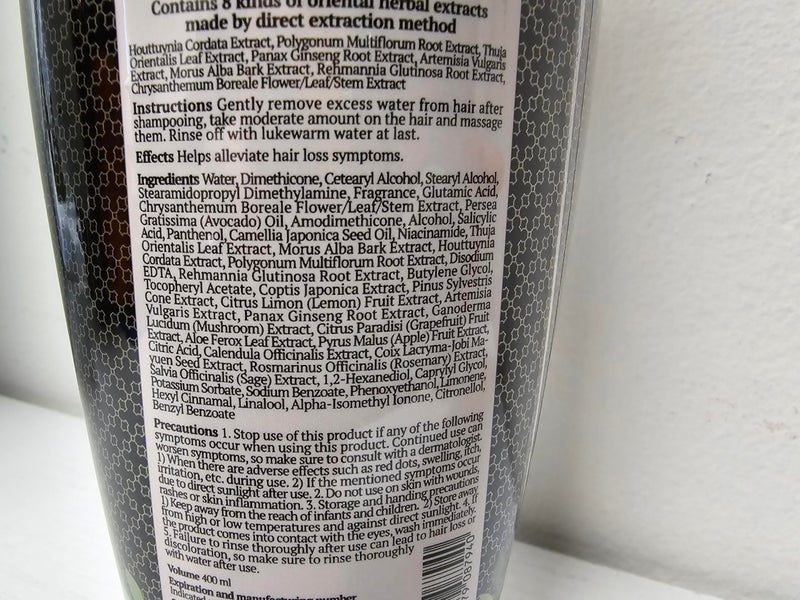 Contains 8 kinds of oriental herbal extracts
made by direct extraction method
Houttuynia Cordata Extract, Polygonum Multiflorum Root Extract, Thuja
Orientalis Leaf Extract, Panax Ginseng Root Extract, Artemisia Vulgaris
Extract, Morus Alba Bark Extract, Rehmannia Glutinosa Root Extract,
Chrysanthemum Boreale Flower/Leaf/Stem Extract
Instructions Gently remove excess water from hair after
shampooing, take moderate amount on the hair and massage
them. Rinse off with lukewarm water at last.
Effects Helps alleviate hair loss symptoms.
Ingredients Water, Dimethicone, Cetearyl Alcohol, Stearyl Alcohol,
Stearamidopropyl Dimethylamine, Fragrance, Glutamic Acid,
Chrysanthemum Boreale Flower/Leaf/Stem Extract, Persea
Gratissima (Avocado) Oil, Amodimethicone, Alcohol, Salicylic
Acid, Panthenol, Camellia Japonica Seed Oil, Niacinamide, Thuja
Orientalis Leaf Extract, Morus Alba Bark Extract, Houttuynia
Cordata Extract, Polygonum Multiflorum Root Extract, Disodium
EDTA, Rehmannia Glutinosa Root Extract, Butylene Glycol,
Tocopheryl Acetate, Coptis Japonica Extract, Pinus Sylvestris
Cone Extract, Citrus Limon (Lemon) Fruit Extract, Artemisia
Vulgaris Extract, Panax Ginseng Root Extract, Ganoderma
Lucidum (Mushroom) Extract, Citrus Paradisi (Grapefruit) Fruit
Extract, Aloe Ferox Leaf Extract, Pyrus Malus (Apple) Fruit Extract,
Citric Acid, Calendula Officinalis Extract, Coix Lacryma-Jobi Ma-
yuen Seed Extract, Rosmarinus Officinalis (Rosemary) Extract,
Salvia Officinalis (Sage) Extract, 1,2-Hexanediol, Caprylyl Glycol,
Potassium Sorbate, Sodium Benzoate, Phenoxyethanol, Limonene,
Hexyl Cinnamal, Linalool, Alpha-Isomethyl Ionone, Citronellol,
Benzyl Benzoate
Precautions 1. Stop use of this product if any of the following
symptoms occur when using this product. Continued use can
worsen symptoms, so make sure to consult with a dermatologist.
1) When there are adverse effects such as red dots, swelling, itch,
irritation, etc. during use. 2) If the mentioned symptoms occur
due to direct sunlight after use. 2. Do not use on skin with wounds,
rashes or skin inflammation. 3. Storage and handing precautions
1) Keep away from the reach of infants and children. 2) Store away
from high or low temperatures and against direct sunlight. 4. If
the product comes into contact with the eyes, wash immediately.
5. Failure to rinse thoroughly after use can lead to hair loss or
discoloration, so make sure to rinse thoroughly
with water after use.
Volume 400 ml
Expiration and manufacturing number
Indicated
087940